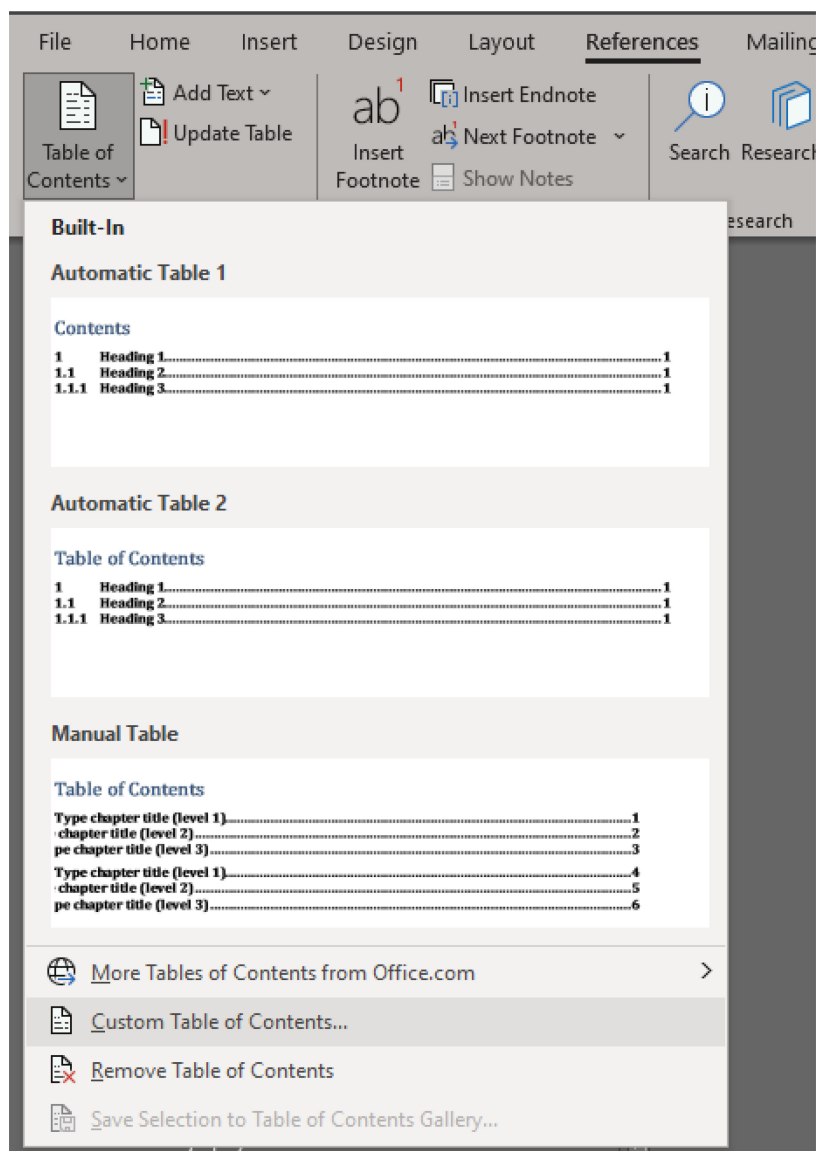 File Home Insert Design Layout References Mailing
Add Text
Update Table
Table of
Contents
ab1
Insert
Footnote
Insert Endnote
ab1 Next Footnote
Show Notes
Search Research
esearch
Built-In
Automatic Table 1
Contents
1 Heading 1........1
1.1 Heading 2........1
1.1.1 Heading 3........1
Automatic Table 2
Table of Contents
1 Heading 1........1
1.1 Heading 2........1
1.1.1 Heading 3........1
Manual Table
Table of Contents
Type chapter title (level 1)........1
chapter title (level 2)........2
pe chapter title (level 3)........3
Type chapter title (level 1)........4
chapter title (level 2)........5
pe chapter title (level 3)........6
More Tables of Contents from Office.com
Custom Table of Contents...
Remove Table of Contents
Save Selection to Table of Contents Gallery...